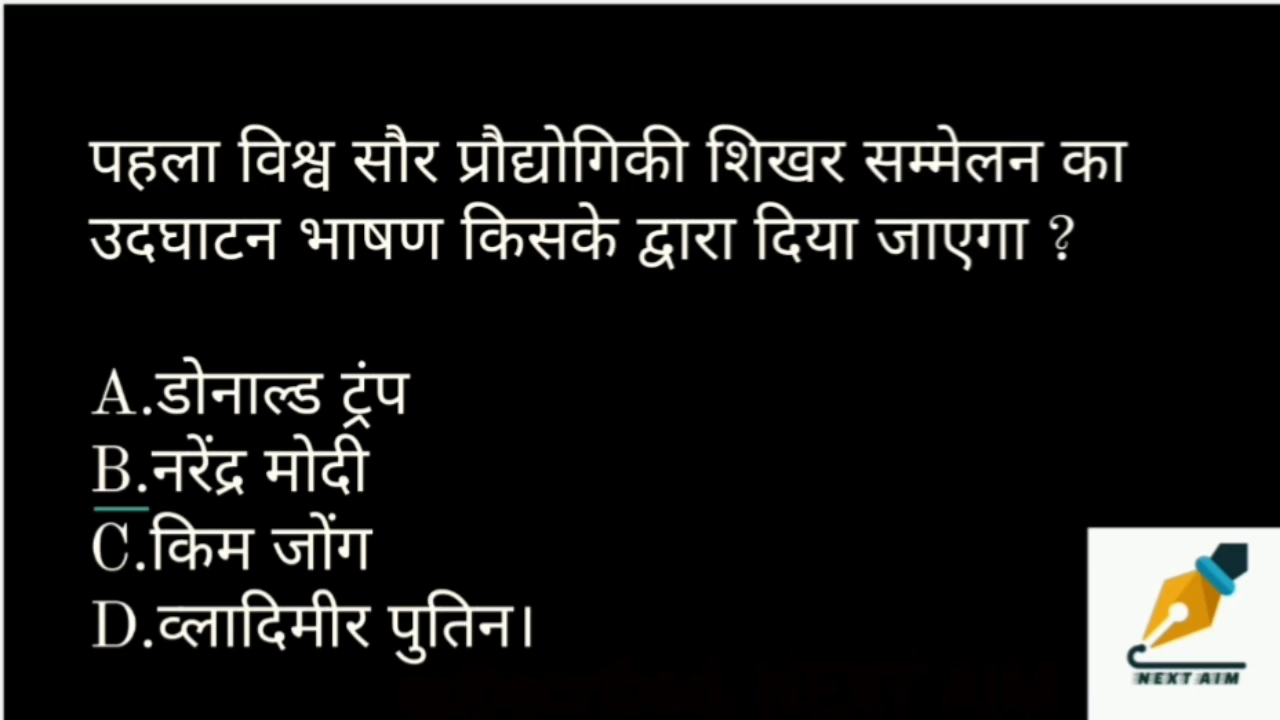 पहला विश्व सौर प्रौद्योगिकी शिखर सम्मेलन का
उदघाटन भाषण किसके द्वारा दिया जाएगा ?
A.डोनाल्ड ट्रंप
B.नरेंद्र मोदी
C.किम जोंग
D.व्लादिमीर पुतिन।
NEXT AIM